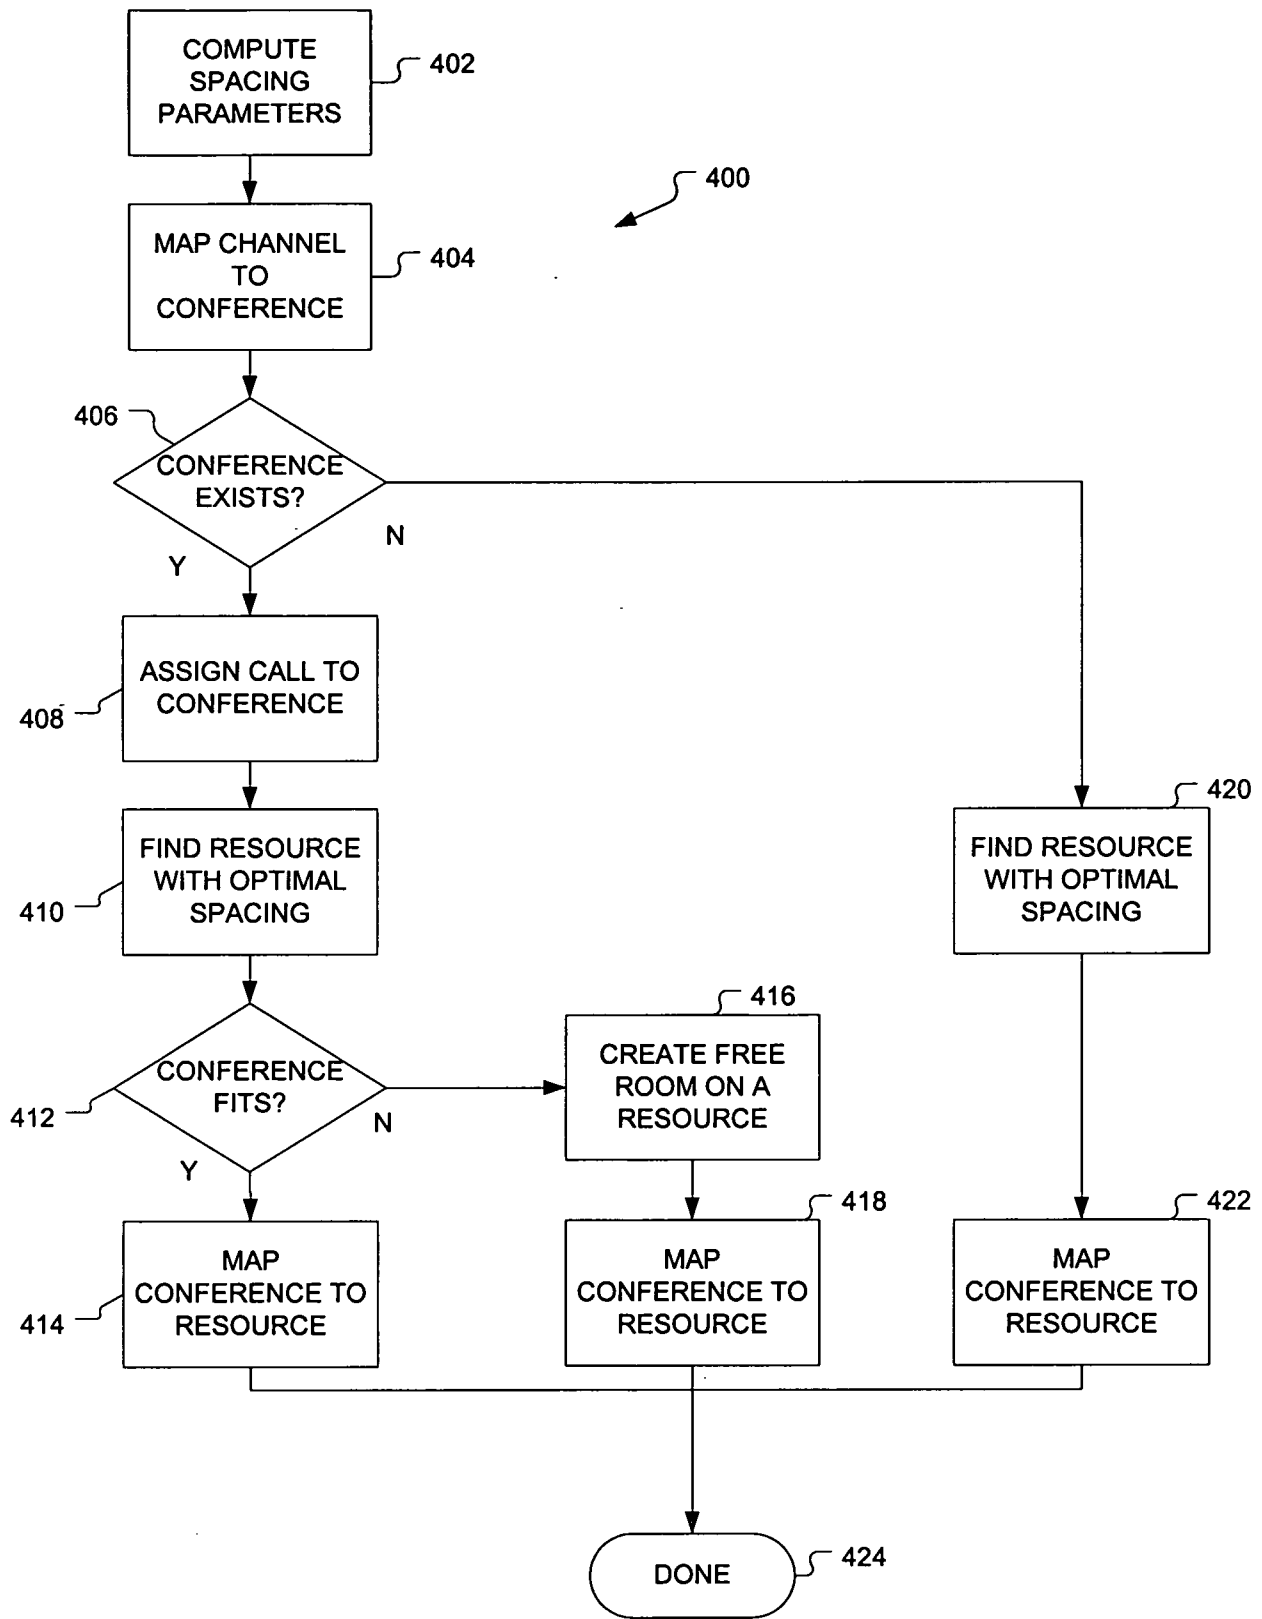 COMPUTE
SPACING
PARAMETERS
402
400
MAP CHANNEL
TO
CONFERENCE
404
406
CONFERENCE
EXISTS?
N
Y
ASSIGN CALL TO
CONFERENCE
408
FIND RESOURCE
WITH OPTIMAL
SPACING
410
420
FIND RESOURCE
WITH OPTIMAL
SPACING
CONFERENCE
FITS?
412
N
Y
416
CREATE FREE
ROOM ON A
RESOURCE
MAP
CONFERENCE TO
RESOURCE
414
418
MAP
CONFERENCE TO
RESOURCE
422
MAP
CONFERENCE TO
RESOURCE
DONE
424